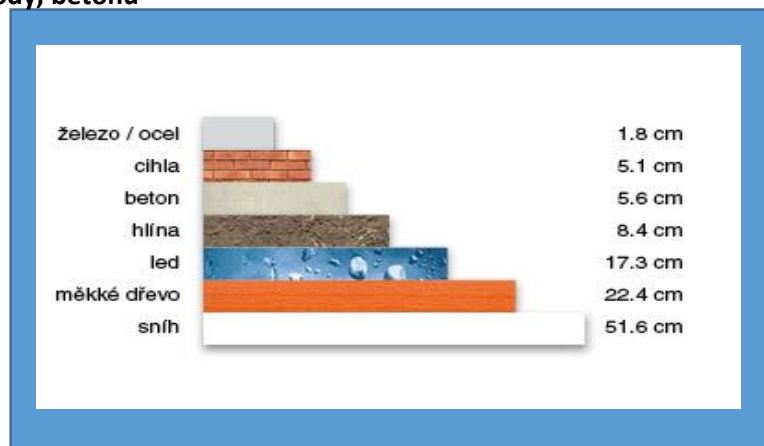 betonu
železo / ocel 1.8 cm
cihla 5.1 cm
beton 5.6 cm
hlína 8.4 cm
led 17.3 cm
měkké dřevo 22.4 cm
sníh 51.6 cm